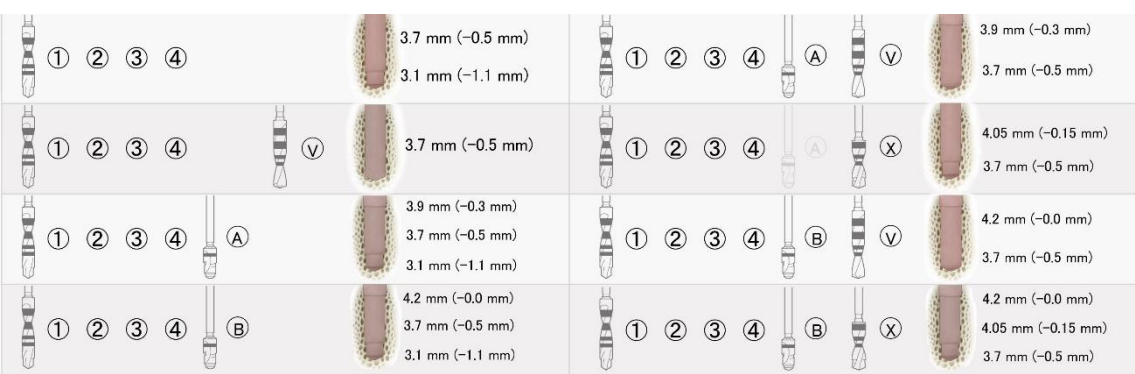 ① ② ③ ④
3.7 mm (-0.5 mm)
3.1 mm (-1.1 mm)
① ② ③ ④ Ⓥ
3.7 mm (-0.5 mm)
① ② ③ ④ Ⓐ
3.9 mm (-0.3 mm)
3.7 mm (-0.5 mm)
3.1 mm (-1.1 mm)
① ② ③ ④ Ⓑ
4.2 mm (-0.0 mm)
3.7 mm (-0.5 mm)
3.1 mm (-1.1 mm)
① ② ③ ④ Ⓐ Ⓥ
3.9 mm (-0.3 mm)
3.7 mm (-0.5 mm)
① ② ③ ④ Ⓐ Ⓧ
4.05 mm (-0.15 mm)
3.7 mm (-0.5 mm)
① ② ③ ④ Ⓑ Ⓥ
4.2 mm (-0.0 mm)
3.7 mm (-0.5 mm)
① ② ③ ④ Ⓑ Ⓧ
4.2 mm (-0.0 mm)
4.05 mm (-0.15 mm)
3.7 mm (-0.5 mm)